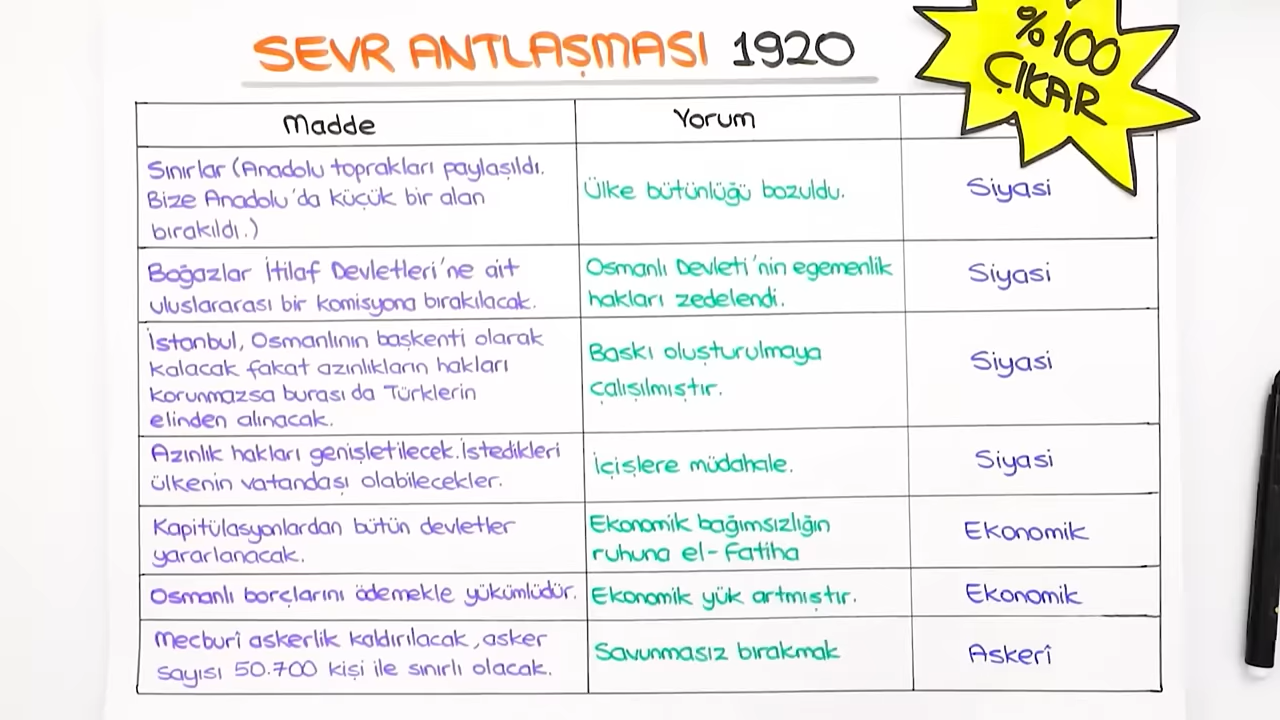 SEVR ANTLAŞMASI 1920
%100
ÇIKAR
Madde
Yorum
Sınırlar (Anadolu toprakları paylaşıldı.
Bize Anadolu'da küçük bir alan
bırakıldı.)
Ülke bütünlüğü bozuldu.
Siyasi
Boğazlar İtilaf Devletleri'ne ait
uluslararası bir komisyona bırakılacak.
Osmanlı Devleti'nin egemenlik
hakları zedelendi.
Siyasi
İstanbul, Osmanlının başkenti olarak
kalacak fakat azınlıkların hakları
korunmazsa burası da Türklerin
elinden alınacak.
Baskı oluşturulmaya
çalışılmıştır.
Siyasi
Azınlık hakları genişletilecek.İstedikleri
ülkenin vatandaşı olabilecekler.
İçişlere müdahale.
Siyasi
Kapitülasyonlardan bütün devletler
yararlanacak.
Ekonomik bağımsızlığın
ruhuna el-Fatiha
Ekonomik
Osmanlı borçlarını ödemekle yükümlüdür.
Ekonomik yük artmıştır.
Ekonomik
Mecburî askerlik kaldırılacak, asker
sayısı 50.700 kişi ile sınırlı olacak.
Savunmasız bırakmak
Askerî